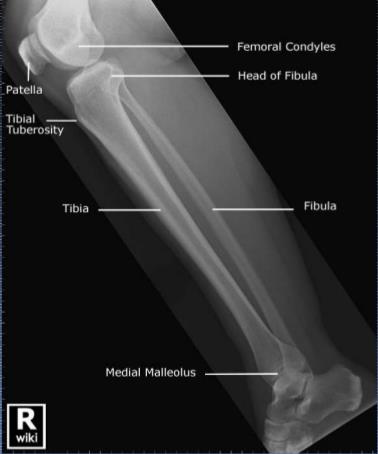 Femoral Condyles
Head of Fibula
Patella
Tibial
Tuberosity
Tibia
Fibula
Medial Malleolus
R
wiki